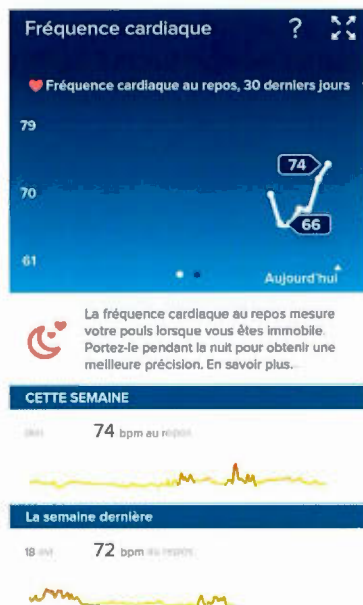 Fréquence cardiaque ?
Fréquence cardiaque au repos, 30 derniers jours
79
74
70
66
61
Aujourd'hui
La fréquence cardiaque au repos mesure
votre pouls lorsque vous êtes immobile.
Portez-le pendant la nuit pour obtenir une
meilleure précision. En savoir plus.
CETTE SEMAINE
74 bpm au repos
La semaine dernière
18
72 bpm au repos